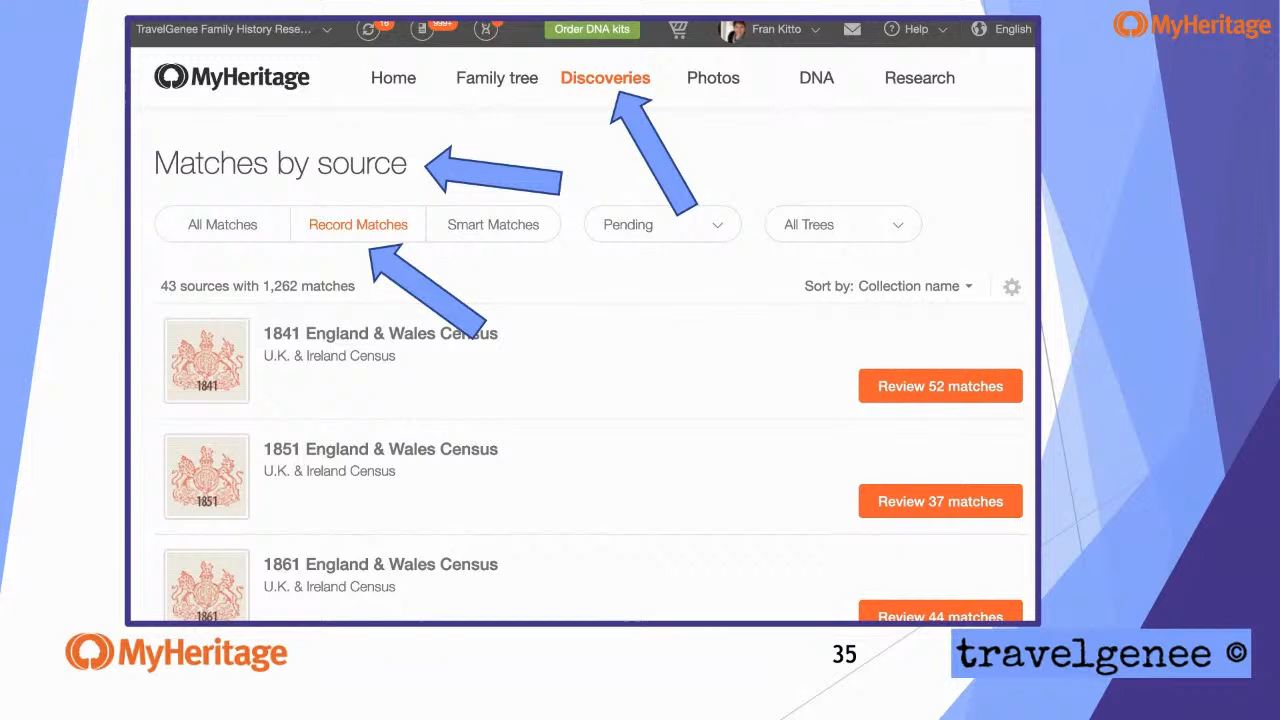 MyHeritage
TravelGenee Family History Rese...
16
999+
Order DNA kits
Fran Kitto
Help
English
MyHeritage
Home
Family tree
Discoveries
Photos
DNA
Research
Matches by source
All Matches
Record Matches
Smart Matches
Pending
All Trees
43 sources with 1,262 matches
Sort by: Collection name
1841 England & Wales Census
U.K. & Ireland Census
1841
Review 52 matches
1851 England & Wales Census
U.K. & Ireland Census
1851
Review 37 matches
1861 England & Wales Census
U.K. & Ireland Census
1861
Review 44 matches
MyHeritage
35
travelgenee ©